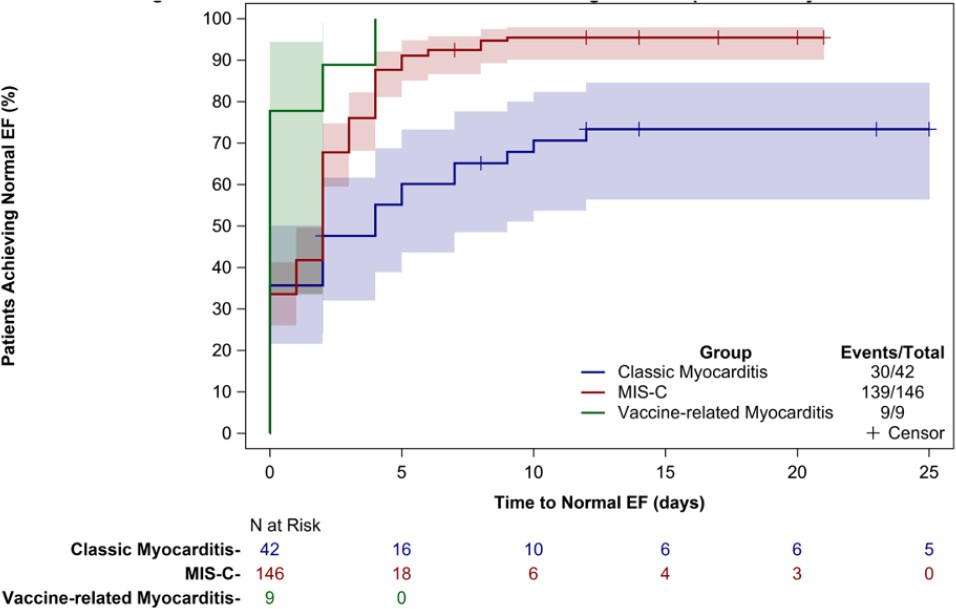 Patients Achieving Normal EF (%)
100
90
80
70
60
50
40
30
20
10
0
Group Events/Total
Classic Myocarditis 30/42
MIS-C 139/146
Vaccine-related Myocarditis 9/9
+ Censor
0 5 10 15 20 25
Time to Normal EF (days)
N at Risk
Classic Myocarditis- 42 16 10 6 6 5
MIS-C- 146 18 6 4 3 0
Vaccine-related Myocarditis- 9 0